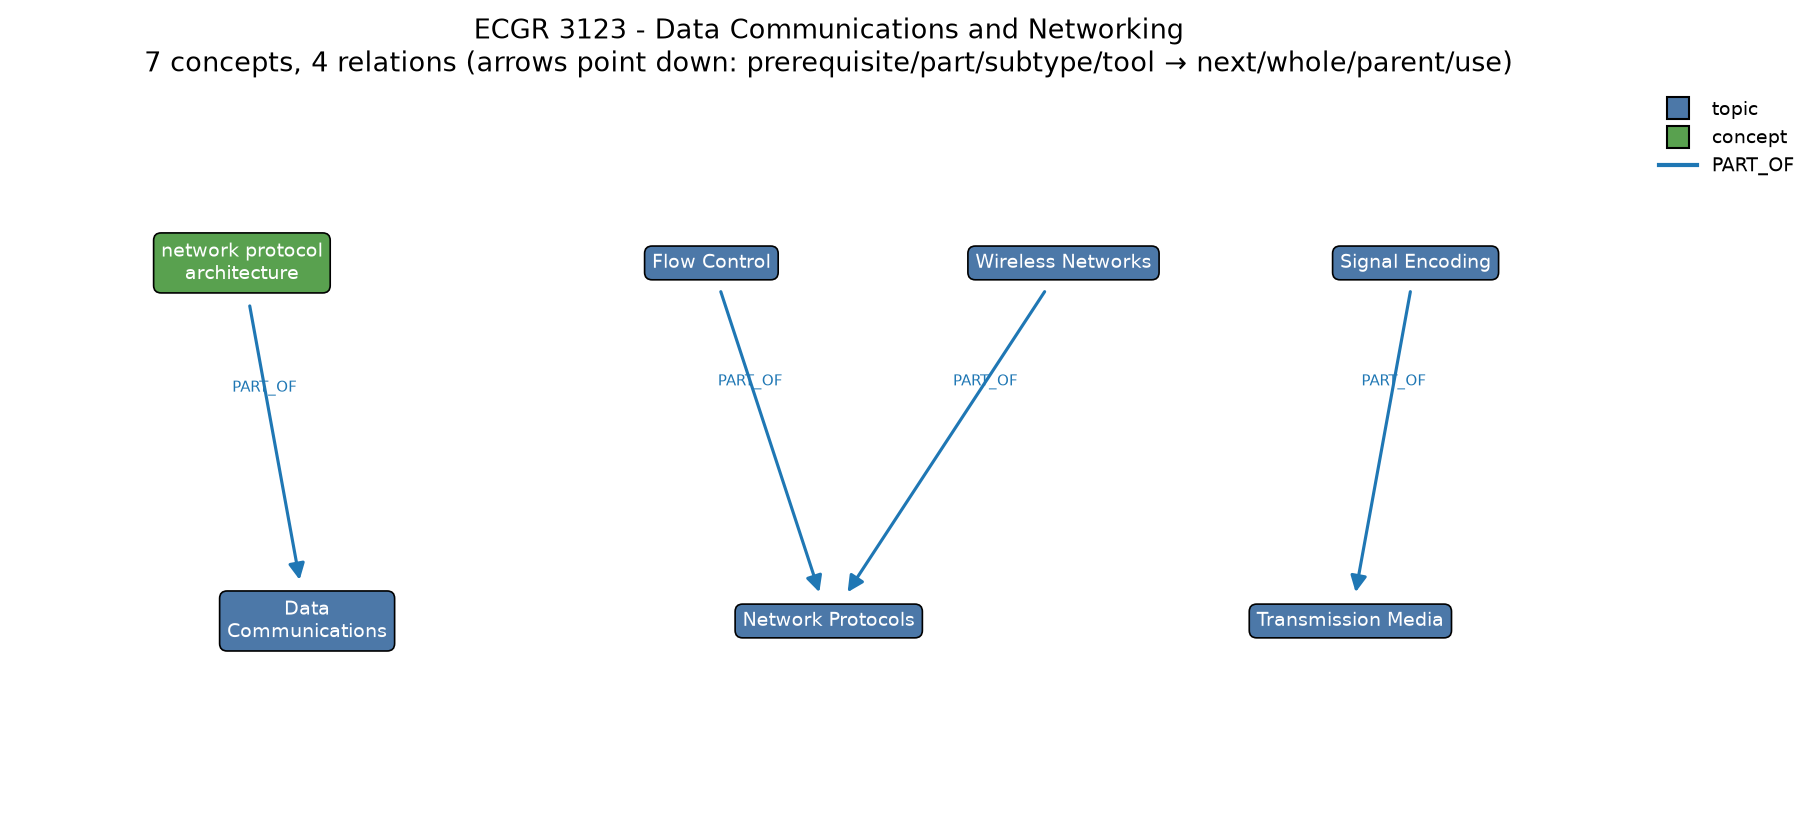 ECGR 3123 - Data Communications and Networking
7 concepts, 4 relations (arrows point down: prerequisite/part/subtype/tool → next/whole/parent/use)
topic
concept
PART_OF
network protocol
architecture
Flow Control
Wireless Networks
Signal Encoding
PART_OF
PART_OF
PART_OF
PART_OF
Data
Communications
Network Protocols
Transmission Media